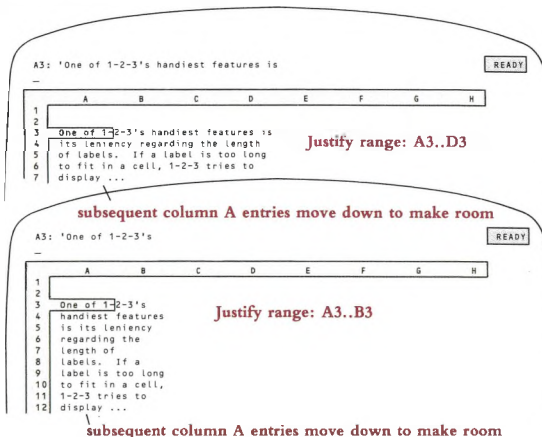 A3: 'One of 1-2-3's handiest features is
READY
A B C D E F G H
1
2
3 One of 1-2-3's handiest features is
4 its leniency regarding the length
5 of labels. If a label is too long
6 to fit in a cell, 1-2-3 tries to
7 display ...
Justify range: A3..D3
subsequent column A entries move down to make room
A3: 'One of 1-2-3's
READY
A B C D E F G H
1
2
3 One of 1-2-3's
4 handiest features
5 is its leniency
6 regarding the
7 length of
8 labels. If a
9 label is too long
10 to fit in a cell,
11 1-2-3 tries to
12 display ...
Justify range: A3..B3
subsequent column A entries move down to make room